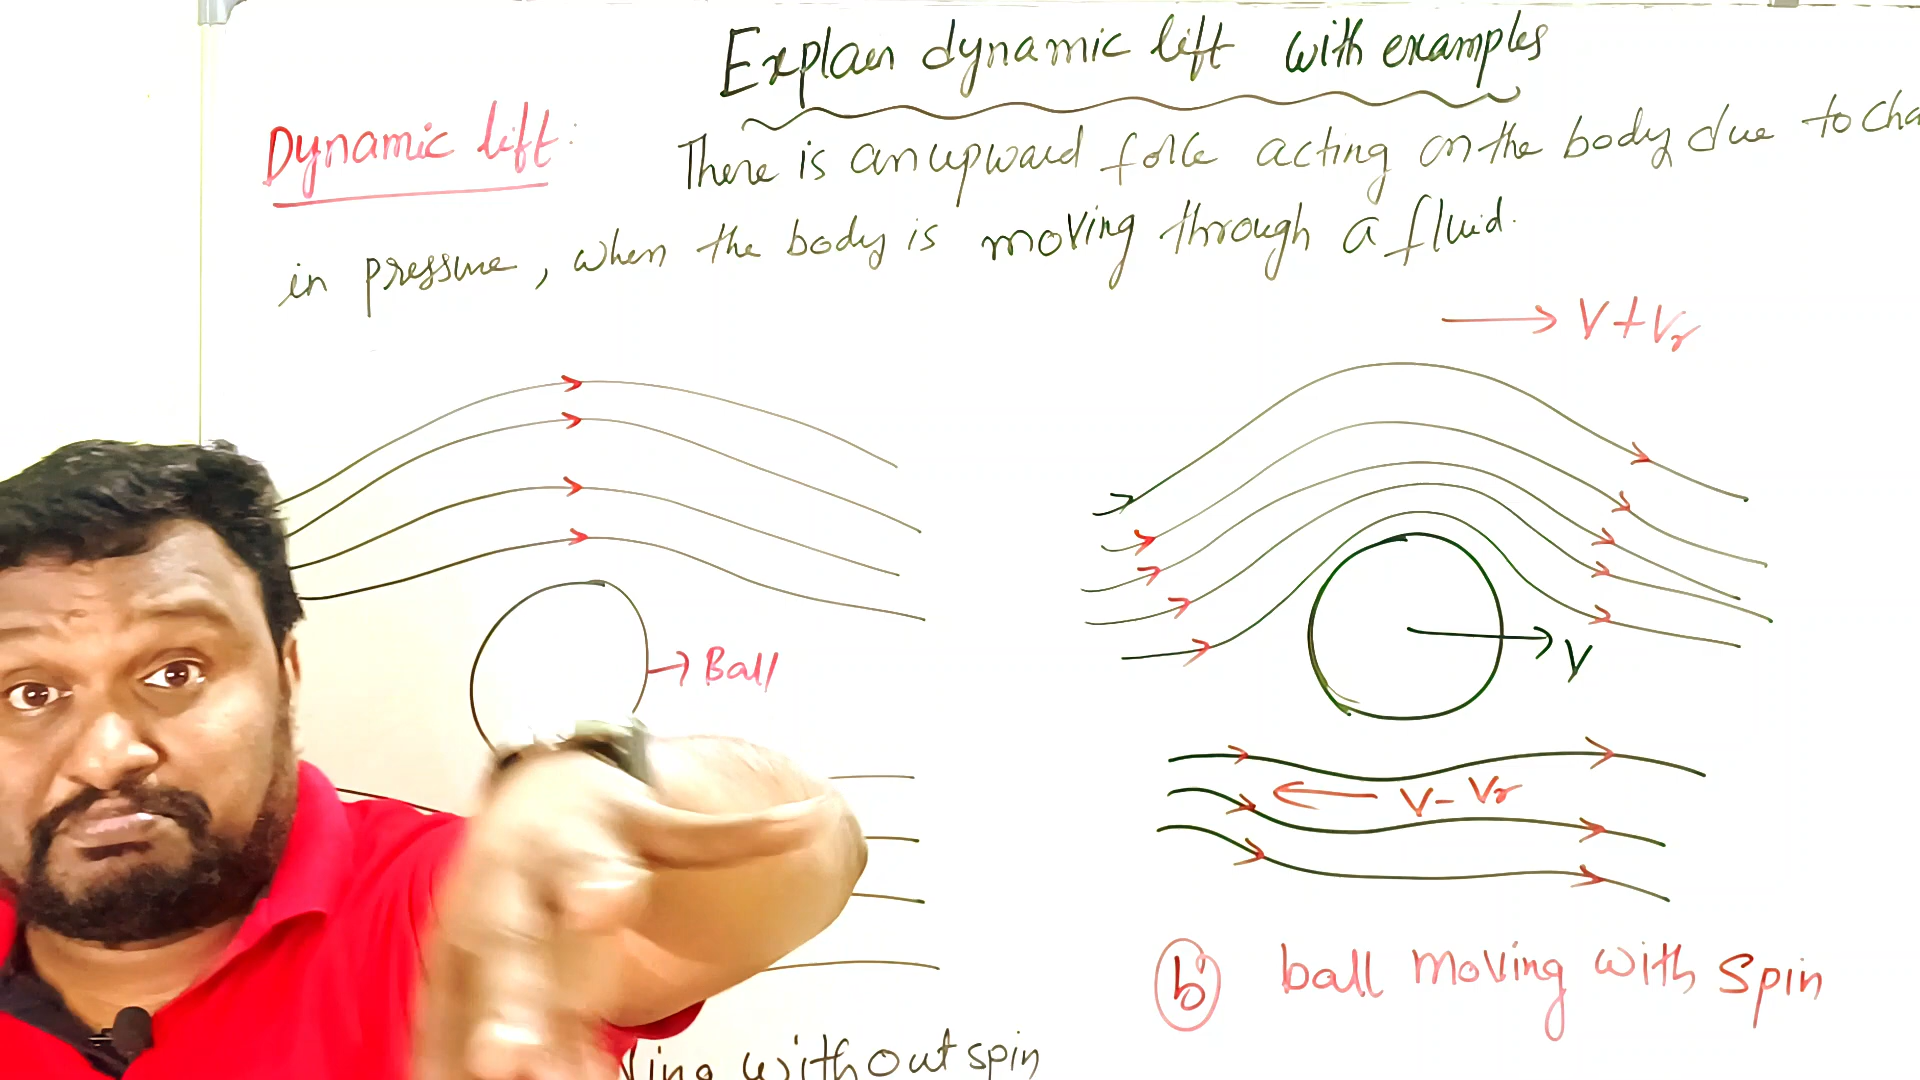 Explain dynamic lift with examples
Dynamic lift: There is an upward force acting on the body due to cha
in pressure, when the body is moving through a fluid.
V + Vr
Ball
V
V - Vr
b ball moving with spin
ving without spin